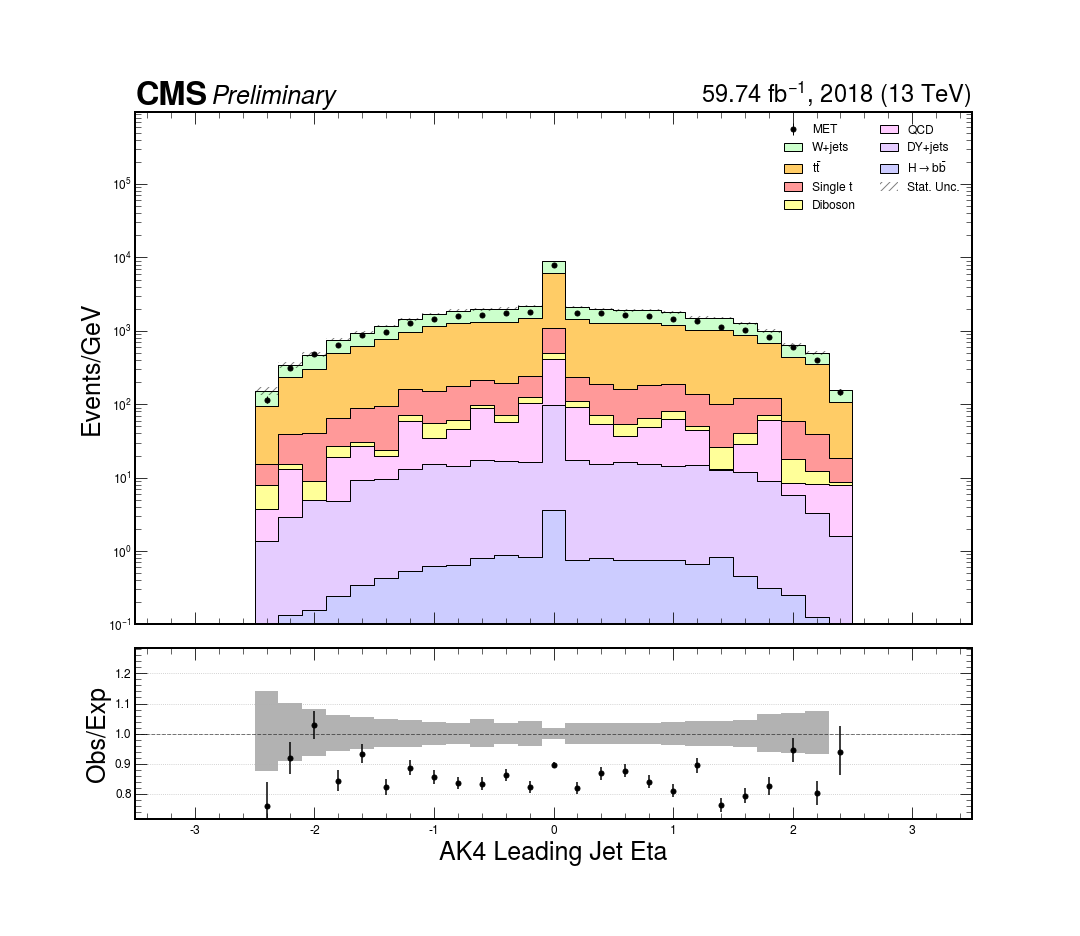 CMS Preliminary
59.74 fb⁻¹, 2018 (13 TeV)
MET
W+jets
tt̄
Single t
Diboson
QCD
DY+jets
H→bb̄
Stat. Unc.
Events/GeV
10⁵
10⁴
10³
10²
10¹
10⁰
10⁻¹
Obs/Exp
1.2
1.1
1.0
0.9
0.8
-3 -2 -1 0 1 2 3
AK4 Leading Jet Eta